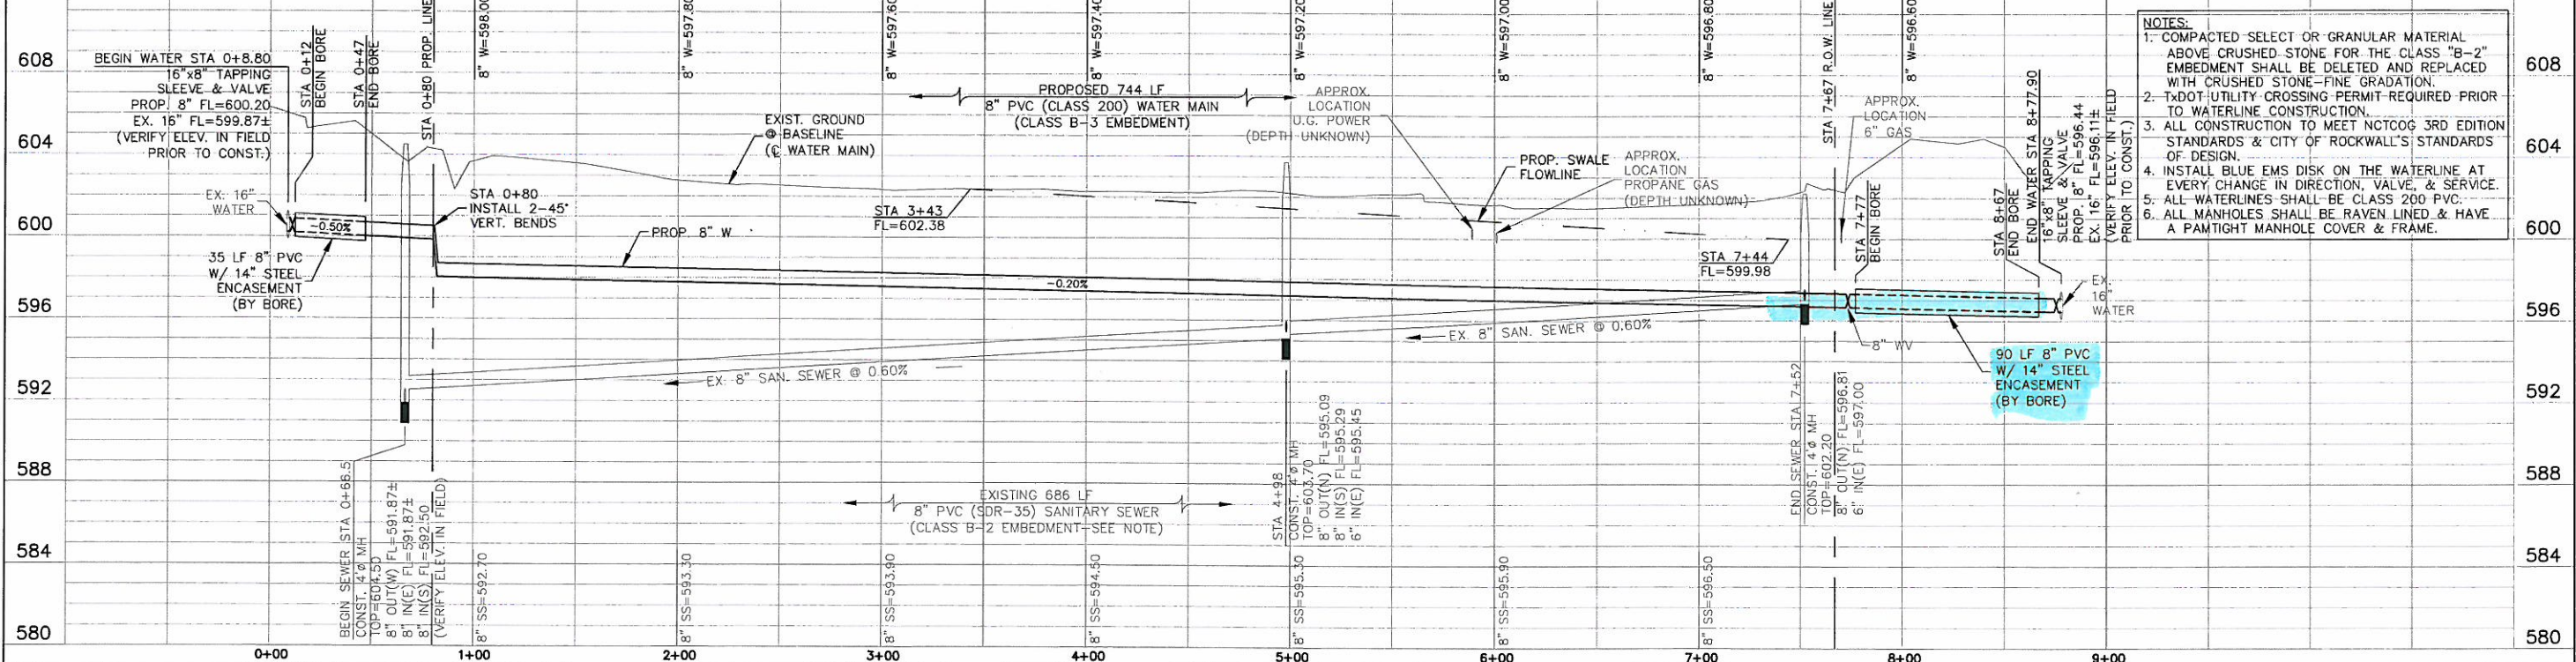 608
604
600
596
592
588
584
580
BEGIN WATER STA 0+8.80
16"x8" TAPPING
SLEEVE & VALVE
PROP. 8" FL=600.20
EX. 16" FL=599.87±
(VERIFY ELEV. IN FIELD
PRIOR TO CONST.)
STA 0+12
BEGIN BORE
STA 0+47
END BORE
STA 0+80 PROP. LINE
8" W=598.00
8" W=597.80
8" W=597.60
8" W=597.40
8" W=597.20
8" W=597.00
8" W=596.80
8" W=596.60
EX. 16"
WATER
-0.50%
35 LF 8" PVC
W/ 14" STEEL
ENCASEMENT
(BY BORE)
STA 0+80
INSTALL 2-45°
VERT. BENDS
PROP. 8" W
EXIST. GROUND
@ BASELINE
(℄ WATER MAIN)
PROPOSED 744 LF
8" PVC (CLASS 200) WATER MAIN
(CLASS B-3 EMBEDMENT)
STA 3+43
FL=602.38
-0.20%
APPROX.
LOCATION
U.G. POWER
(DEPTH UNKNOWN)
PROP. SWALE
FLOWLINE
APPROX.
LOCATION
PROPANE GAS
(DEPTH UNKNOWN)
STA 7+44
FL=599.98
STA 7+67 R.O.W. LINE
APPROX.
LOCATION
6" GAS
STA 7+77
BEGIN BORE
STA 8+67
END BORE
END WATER STA 8+77.90
16"x8" TAPPING
SLEEVE & VALVE
PROP. 8" FL=596.44
EX. 16" FL=596.11±
(VERIFY ELEV. IN FIELD
PRIOR TO CONST.)
EX.
16"
WATER
8" WV
90 LF 8" PVC
W/ 14" STEEL
ENCASEMENT
(BY BORE)
EX. 8" SAN. SEWER @ 0.60%
EX. 8" SAN. SEWER @ 0.60%
EXISTING 686 LF
8" PVC (SDR-35) SANITARY SEWER
(CLASS B-2 EMBEDMENT-SEE NOTE)
BEGIN SEWER STA 0+66.5
CONST. 4'ø MH
TOP=604.50
8" OUT(W) FL=591.87±
8" IN(E) FL=591.87±
8" IN(S) FL=592.50
(VERIFY ELEV. IN FIELD)
STA 4+98
CONST. 4'ø MH
TOP=603.70
8" OUT(N) FL=595.09
8" IN(S) FL=595.29
6" IN(E) FL=595.45
END SEWER STA 7+52
CONST. 4'ø MH
TOP=602.20
8" OUT(N) FL=596.81
6" IN(E) FL=597.00
8" SS=592.70
8" SS=593.30
8" SS=593.90
8" SS=594.50
8" SS=595.30
8" SS=595.90
8" SS=596.50
NOTES:
1. COMPACTED SELECT OR GRANULAR MATERIAL
ABOVE CRUSHED STONE FOR THE CLASS "B-2"
EMBEDMENT SHALL BE DELETED AND REPLACED
WITH CRUSHED STONE-FINE GRADATION.
2. TxDOT UTILITY CROSSING PERMIT REQUIRED PRIOR
TO WATERLINE CONSTRUCTION.
3. ALL CONSTRUCTION TO MEET NCTCOG 3RD EDITION
STANDARDS & CITY OF ROCKWALL'S STANDARDS
OF DESIGN.
4. INSTALL BLUE EMS DISK ON THE WATERLINE AT
EVERY CHANGE IN DIRECTION, VALVE, & SERVICE.
5. ALL WATERLINES SHALL BE CLASS 200 PVC.
6. ALL MANHOLES SHALL BE RAVEN LINED & HAVE
A PAMTIGHT MANHOLE COVER & FRAME.
608
604
600
596
592
588
584
580
0+00
1+00
2+00
3+00
4+00
5+00
6+00
7+00
8+00
9+00